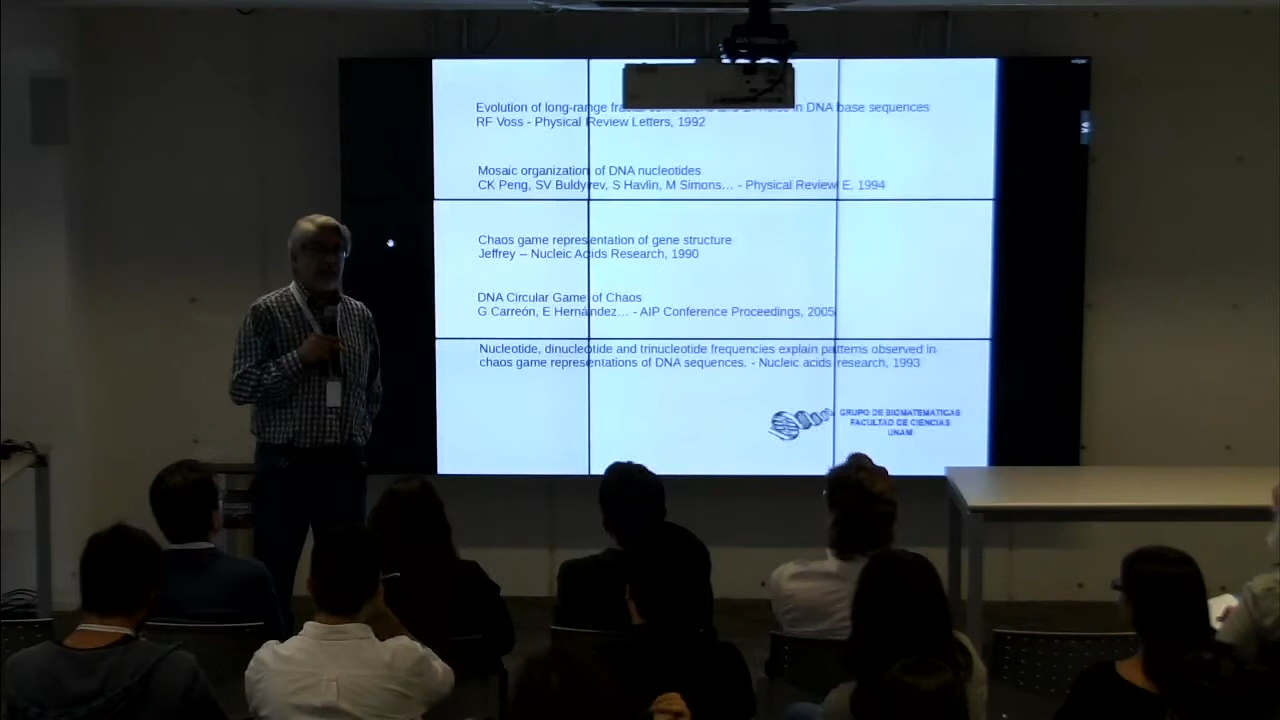 Evolution of long-range in DNA base sequences
RF Voss - Physical Review Letters, 1992
Mosaic organization of DNA nucleotides
CK Peng, SV Buldyrev, S Havlin, M Simons... - Physical Review E, 1994
Chaos game representation of gene structure
Jeffrey – Nucleic Acids Research, 1990
DNA Circular Game of Chaos
G Carreón, E Hernández... - AIP Conference Proceedings, 2005
Nucleotide, dinucleotide and trinucleotide frequencies explain patterns observed in
chaos game representations of DNA sequences. - Nucleic acids research, 1993
GRUPO DE BIOMATEMATICAS
FACULTAD DE CIENCIAS
UNAM